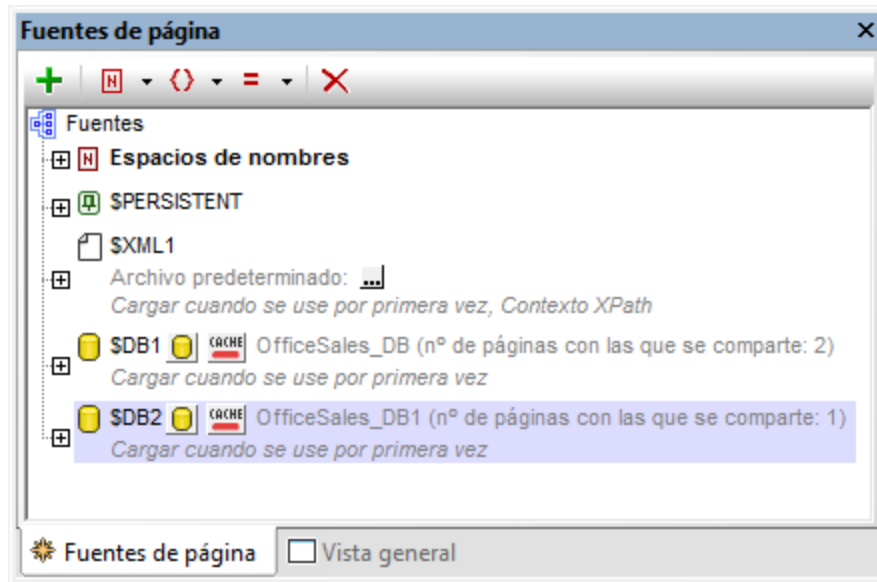 Fuentes de página
N {} =
Fuentes
N Espacios de nombres
$PERSISTENT
$XML1
Archivo predeterminado: ...
Cargar cuando se use por primera vez, Contexto XPath
$DB1 CACHE OfficeSales_DB (nº de páginas con las que se comparte: 2)
Cargar cuando se use por primera vez
$DB2 CACHE OfficeSales_DB1 (nº de páginas con las que se comparte: 1)
Cargar cuando se use por primera vez
Fuentes de página Vista general